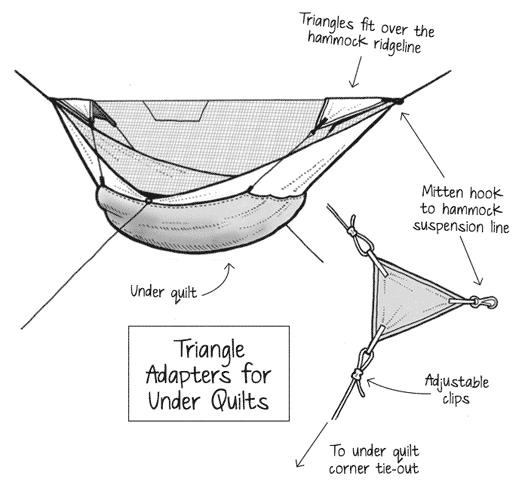 Triangles fit over the
hammock ridgeline
Mitten hook
to hammock
suspension line
Under quilt
Triangle
Adapters for
Under Quilts
Adjustable
clips
To under quilt
corner tie-out